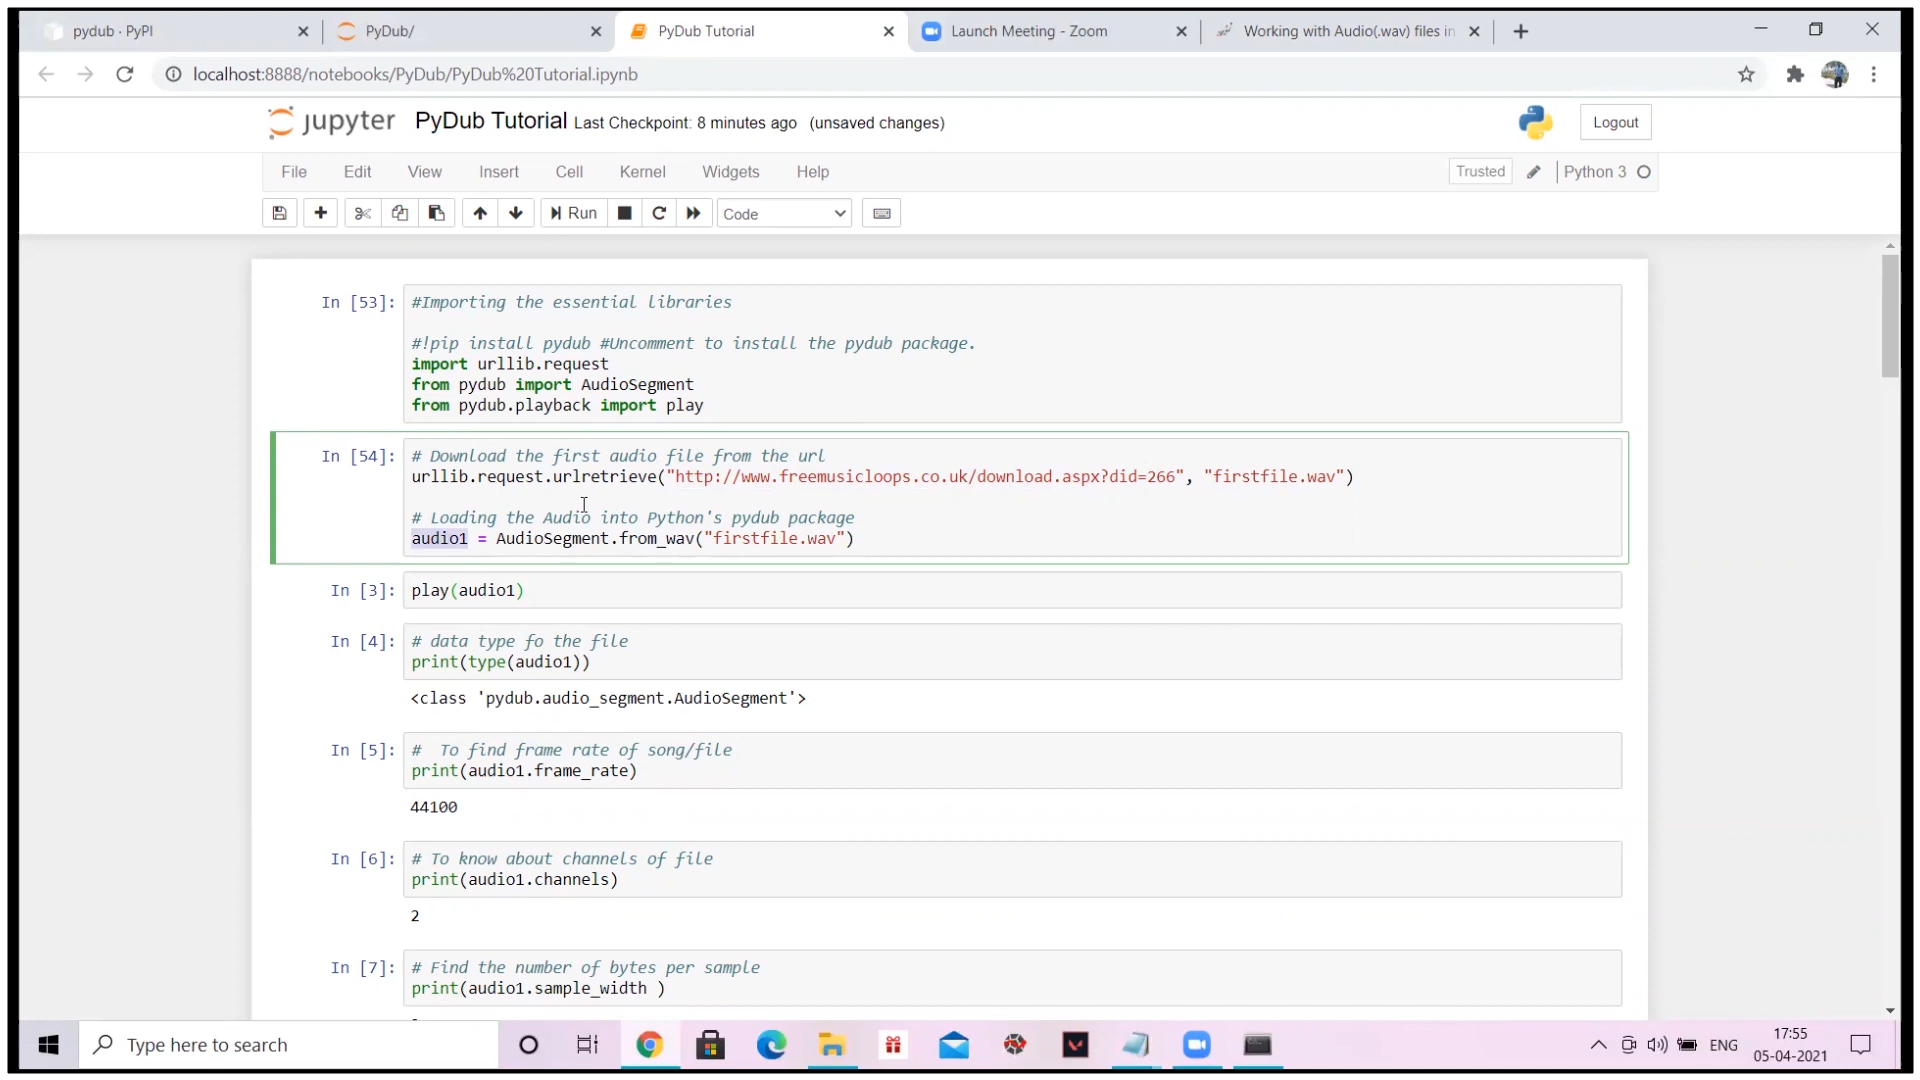 pydub · PyPI
PyDub/
PyDub Tutorial
Launch Meeting - Zoom
Working with Audio(.wav) files in
localhost:8888/notebooks/PyDub/PyDub%20Tutorial.ipynb
jupyter PyDub Tutorial Last Checkpoint: 8 minutes ago (unsaved changes)
Logout
File Edit View Insert Cell Kernel Widgets Help
Trusted Python 3
Run Code
In [53]: #Importing the essential libraries
#!pip install pydub #Uncomment to install the pydub package.
import urllib.request
from pydub import AudioSegment
from pydub.playback import play
In [54]: # Download the first audio file from the url
urllib.request.urlretrieve("http://www.freemusicloops.co.uk/download.aspx?did=266", "firstfile.wav")
# Loading the Audio into Python's pydub package
audio1 = AudioSegment.from_wav("firstfile.wav")
In [3]: play(audio1)
In [4]: # data type fo the file
print(type(audio1))
<class 'pydub.audio_segment.AudioSegment'>
In [5]: # To find frame rate of song/file
print(audio1.frame_rate)
44100
In [6]: # To know about channels of file
print(audio1.channels)
2
In [7]: # Find the number of bytes per sample
print(audio1.sample_width )
Type here to search
ENG
17:55
05-04-2021